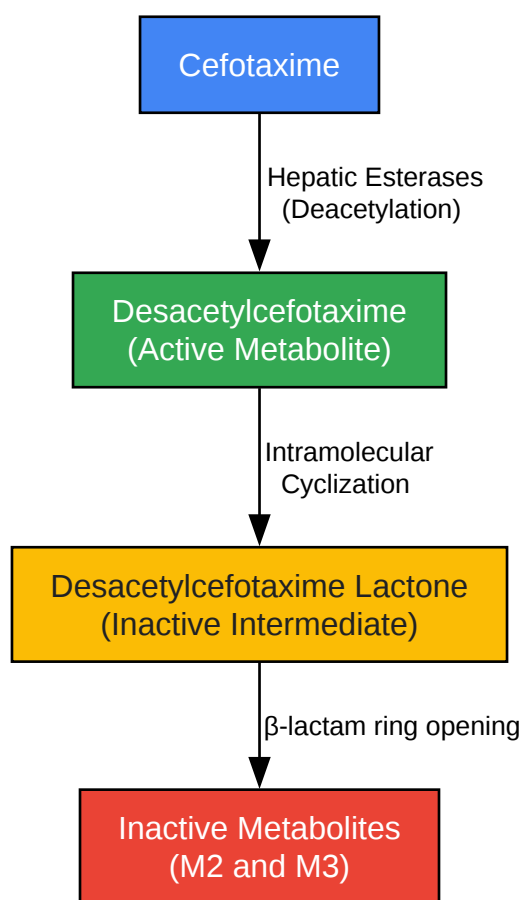 Cefotaxime
Hepatic Esterases
(Deacetylation)
Desacetylcefotaxime
(Active Metabolite)
Intramolecular
Cyclization
Desacetylcefotaxime Lactone
(Inactive Intermediate)
β-lactam ring opening
Inactive Metabolites
(M2 and M3)